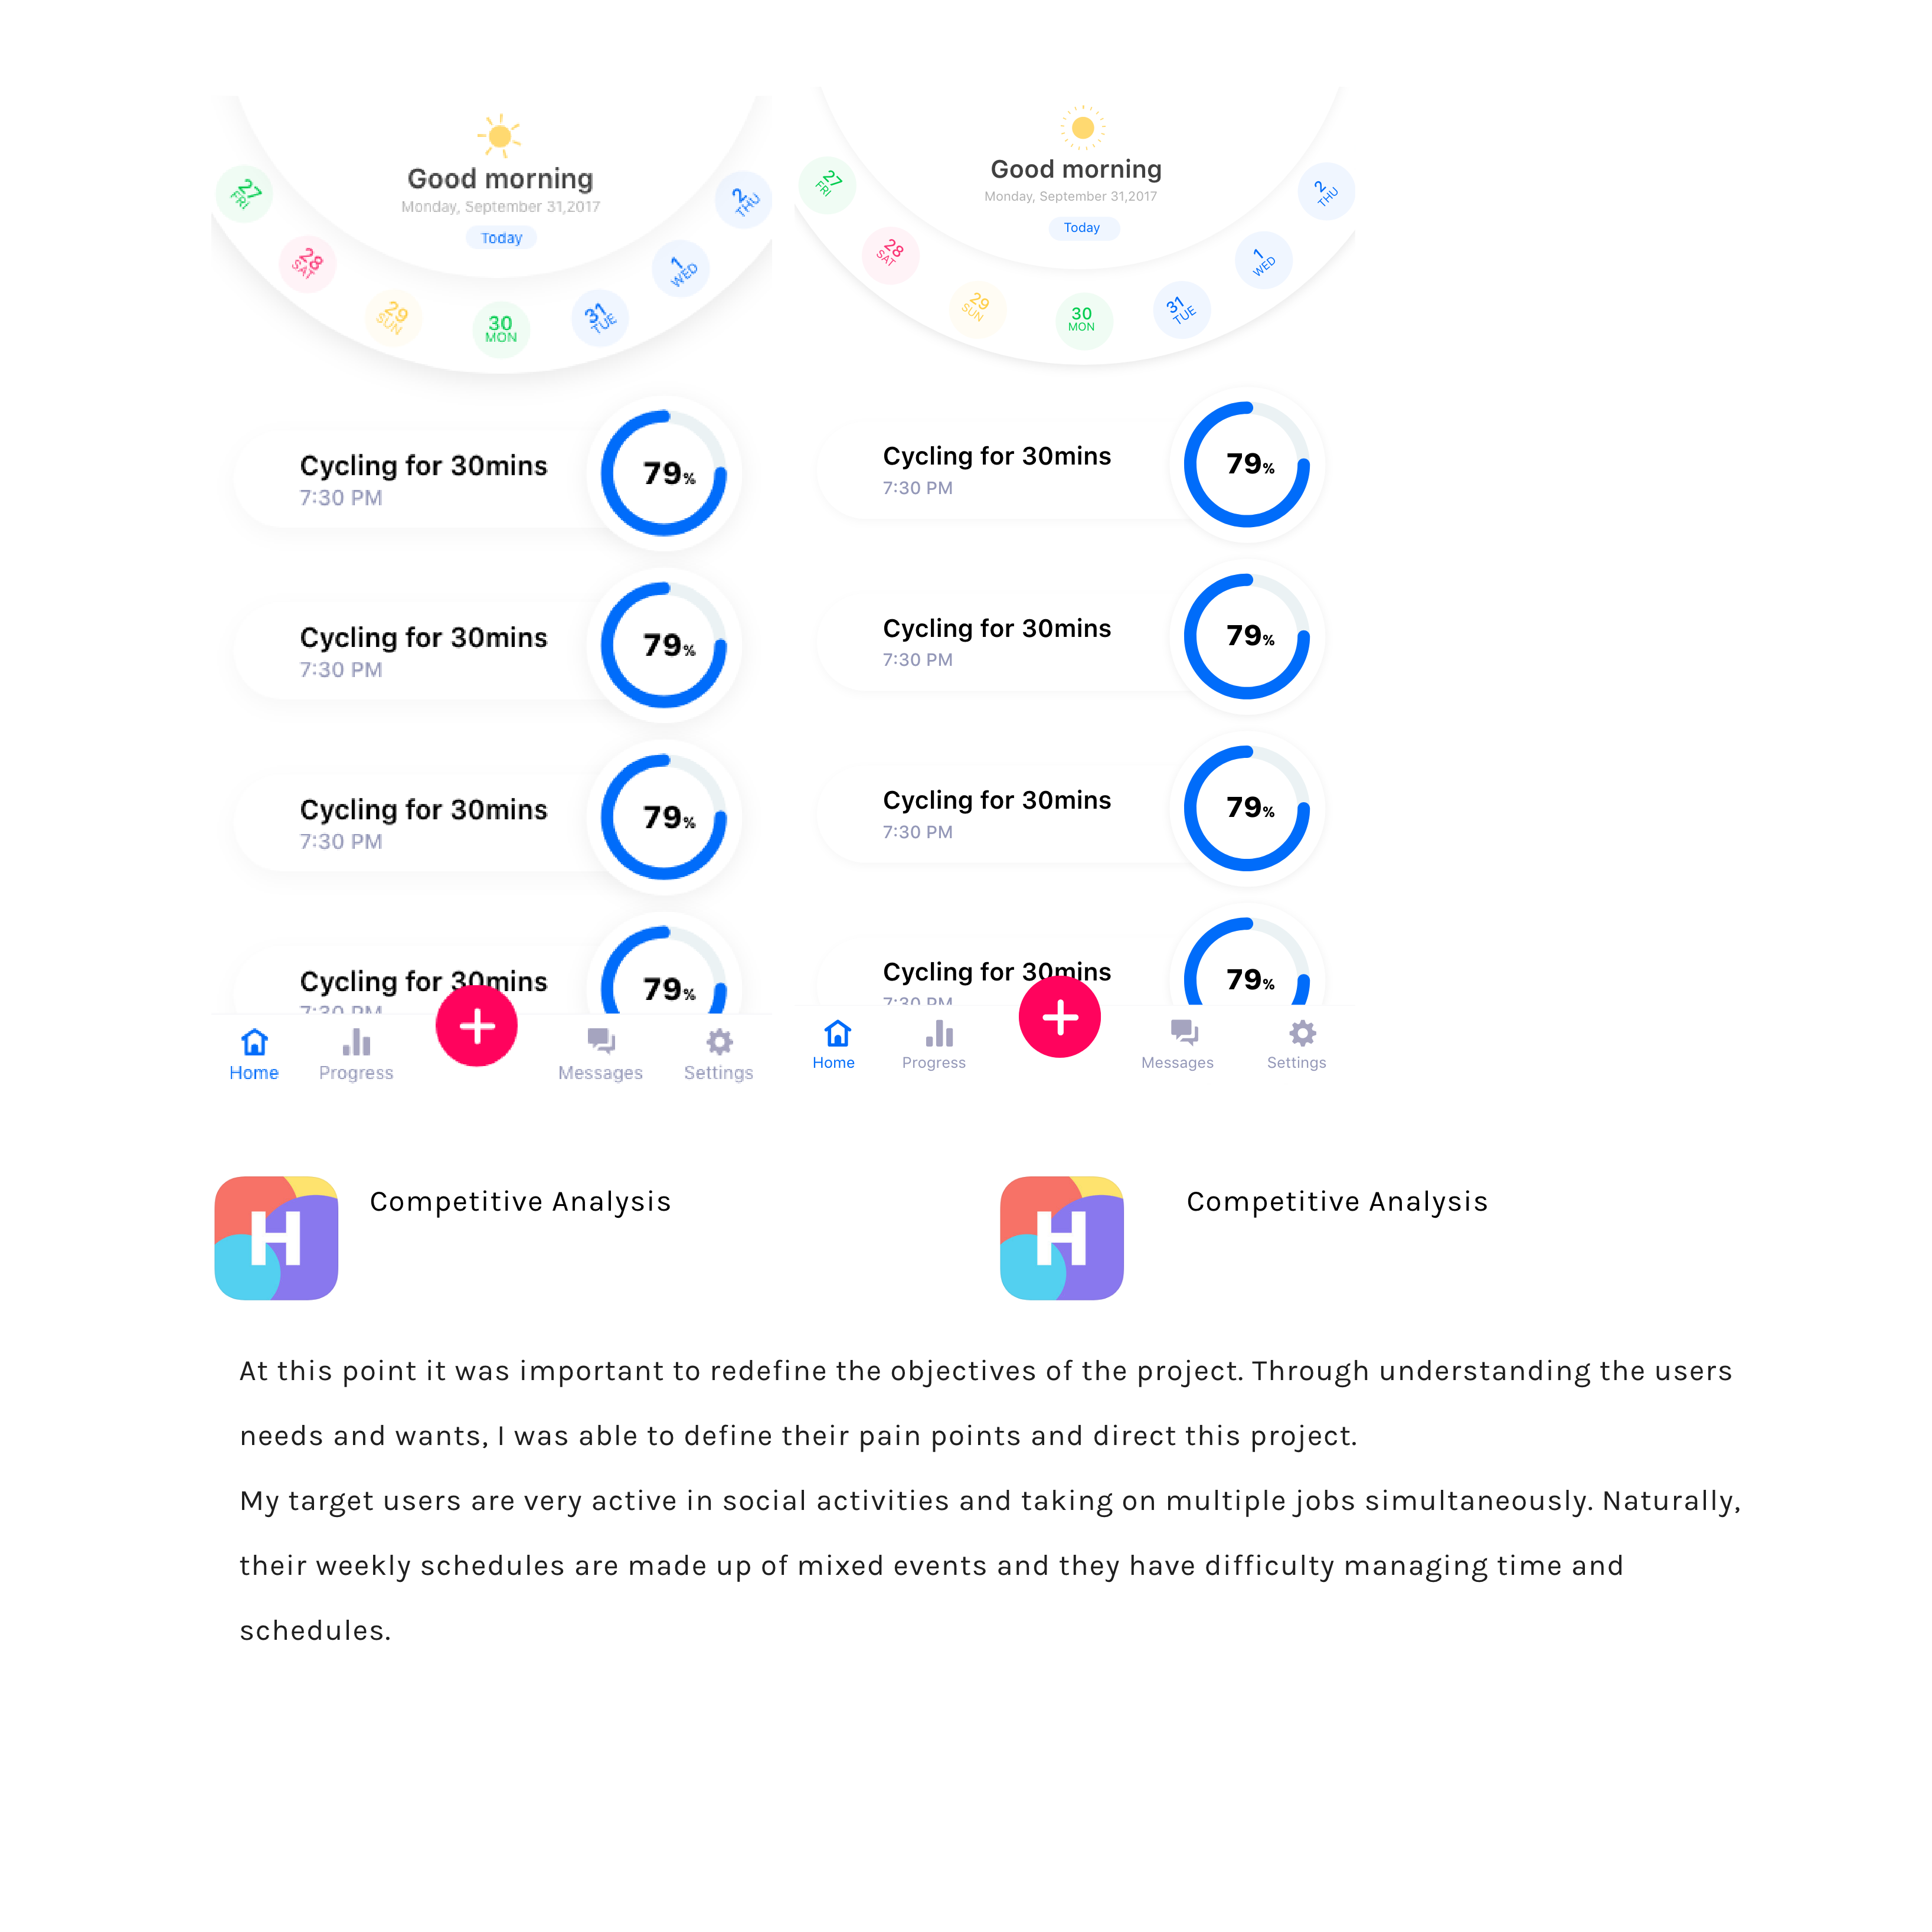 Good morning
Monday, September 31,2017
Today
27
FRI
28
SAT
29
SUN
30
MON
31
TUE
1
WED
2
THU
Cycling for 30mins
7:30 PM
79%
Cycling for 30mins
7:30 PM
79%
Cycling for 30mins
7:30 PM
79%
Cycling for 30mins
7:30 PM
79%
Home
Progress
Messages
Settings
Good morning
Monday, September 31,2017
Today
27
FRI
28
SAT
29
SUN
30
MON
31
TUE
1
WED
2
THU
Cycling for 30mins
7:30 PM
79%
Cycling for 30mins
7:30 PM
79%
Cycling for 30mins
7:30 PM
79%
Cycling for 30mins
7:30 PM
79%
Home
Progress
Messages
Settings
H
Competitive Analysis
H
Competitive Analysis
At this point it was important to redefine the objectives of the project. Through understanding the users
needs and wants, I was able to define their pain points and direct this project.
My target users are very active in social activities and taking on multiple jobs simultaneously. Naturally,
their weekly schedules are made up of mixed events and they have difficulty managing time and
schedules.